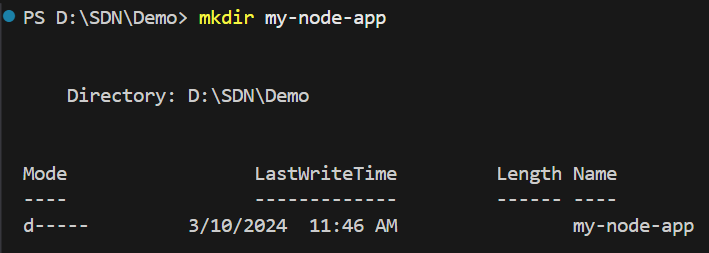 PS D:\SDN\Demo> mkdir my-node-app
Directory: D:\SDN\Demo
Mode LastWriteTime Length Name
---- ------------- ------ ----
d----- 3/10/2024 11:46 AM my-node-app